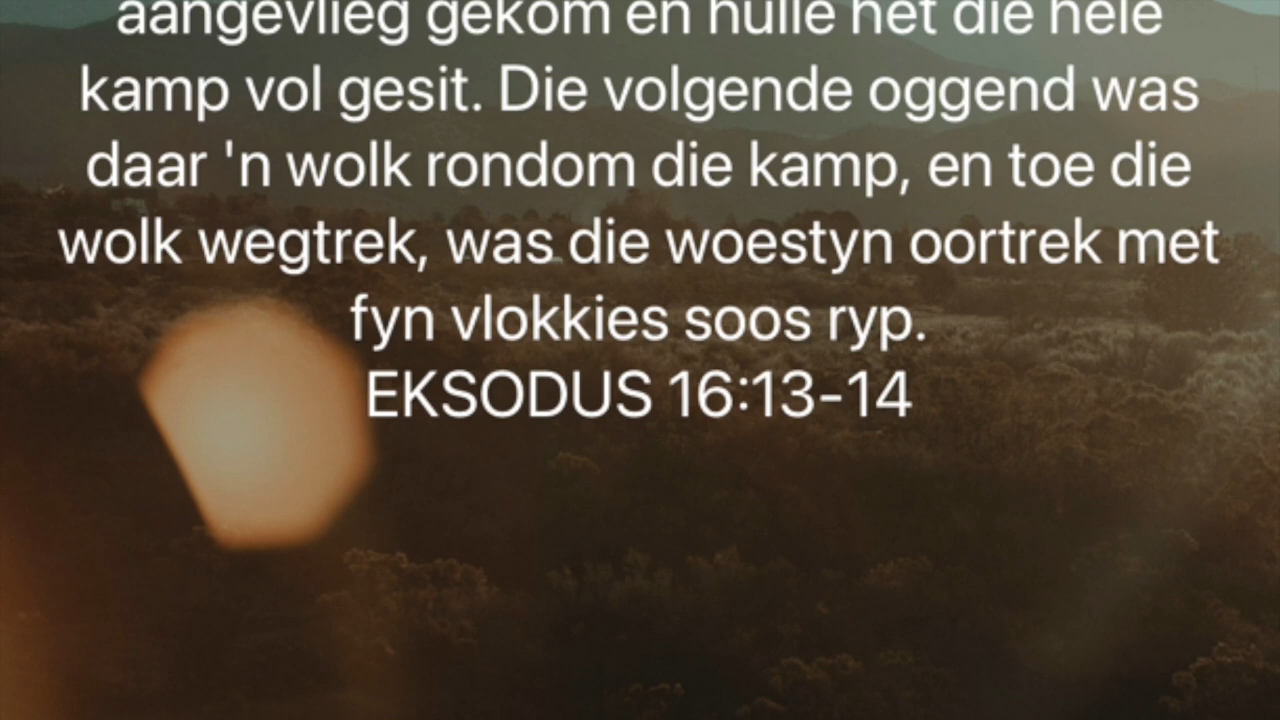 aangevlieg gekom en hulle het die hele
kamp vol gesit. Die volgende oggend was
daar 'n wolk rondom die kamp, en toe die
wolk wegtrek, was die woestyn oortrek met
fyn vlokkies soos ryp.
EKSODUS 16:13-14